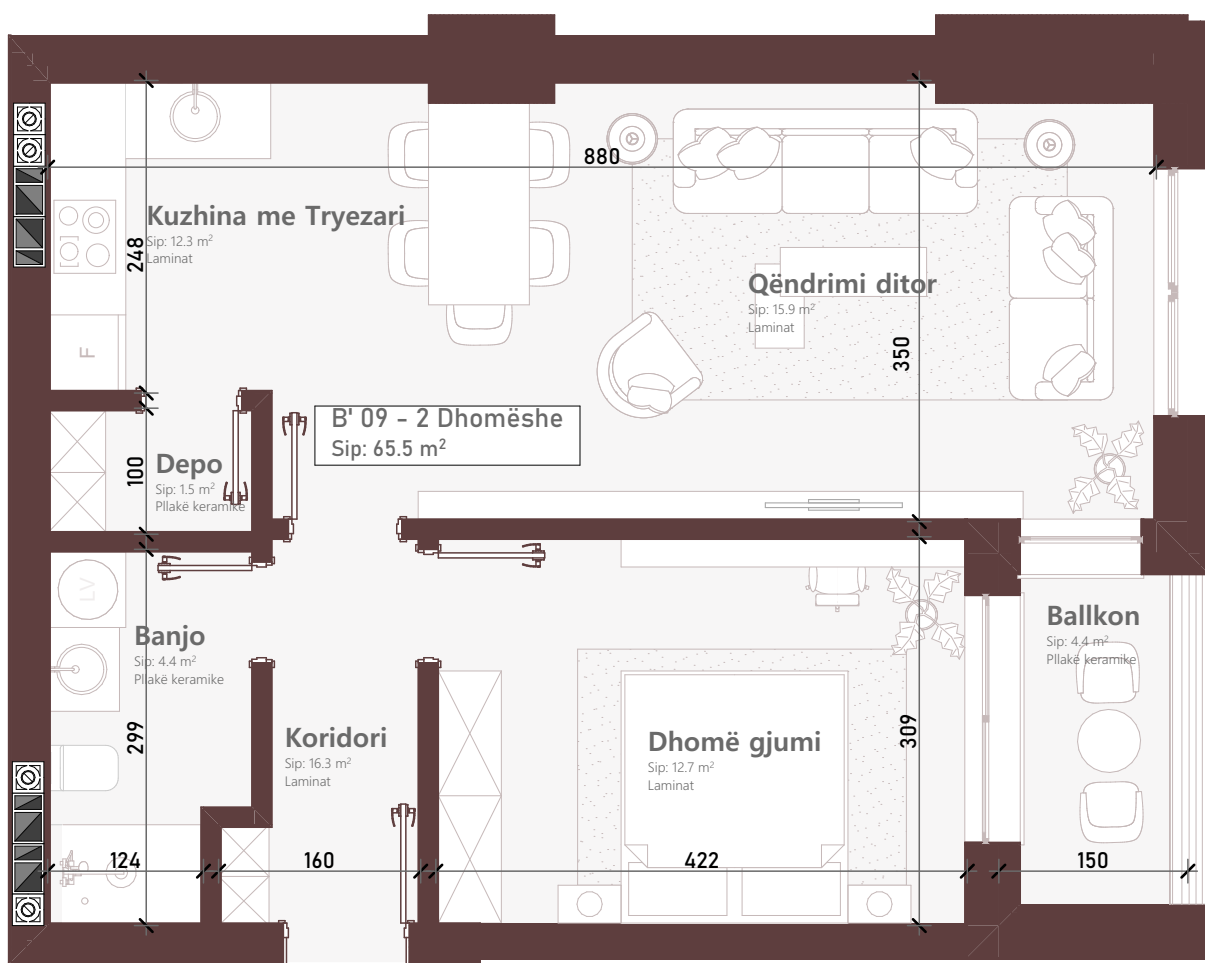 880
Kuzhina me Tryezari
Sip: 12.3 m²
Laminat
248
Qëndrimi ditor
Sip: 15.9 m²
Laminat
350
F
B' 09 - 2 Dhomëshe
Sip: 65.5 m²
Depo
Sip: 1.5 m²
Pllakë keramike
100
LV
Banjo
Sip: 4.4 m²
Pllakë keramike
299
Ballkon
Sip: 4.4 m²
Pllakë keramike
Koridori
Sip: 16.3 m²
Laminat
Dhomë gjumi
Sip: 12.7 m²
Laminat
309
124
160
422
150